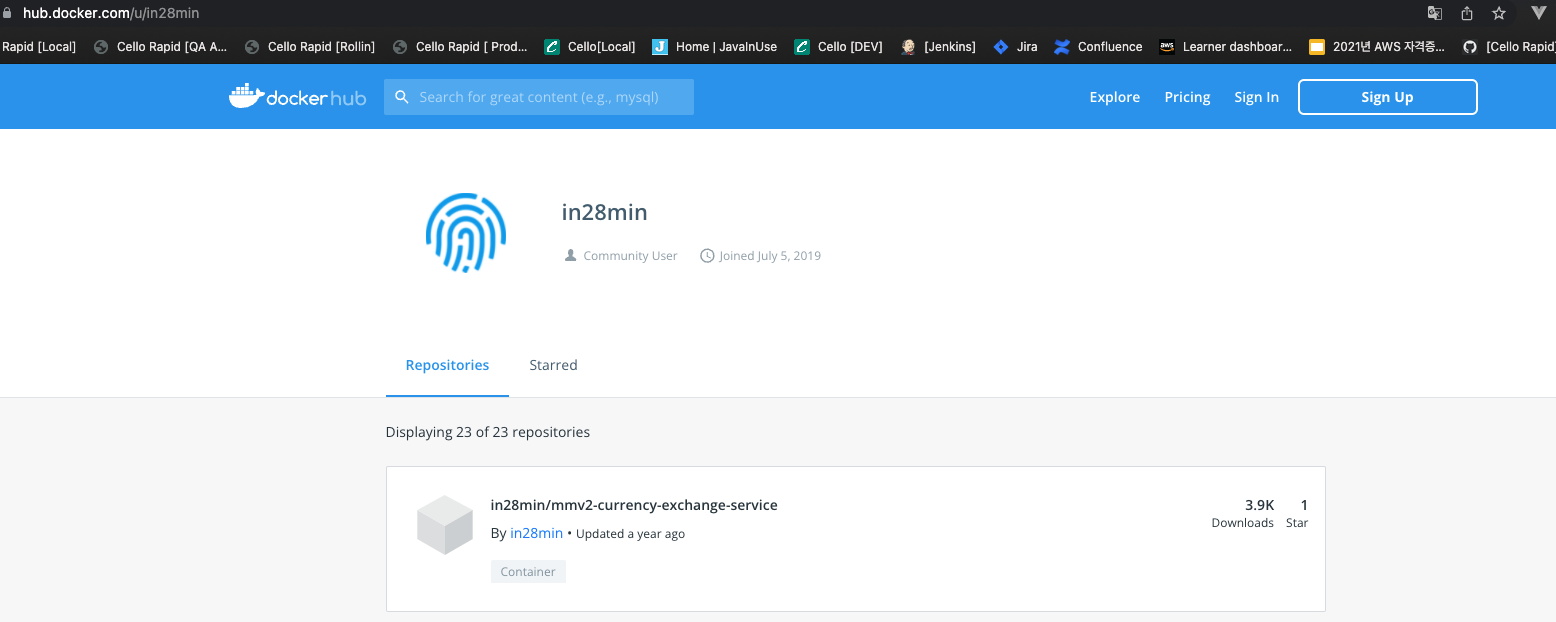 hub.docker.com/u/in28min
Rapid [Local] Cello Rapid [QA A... Cello Rapid [Rollin] Cello Rapid [ Prod... Cello[Local] Home | JavaInUse Cello [DEV] [Jenkins] Jira Confluence aws Learner dashboar... 2021년 AWS 자격증... [Cello Rapid]
docker hub Search for great content (e.g., mysql) Explore Pricing Sign In Sign Up
in28min
Community User Joined July 5, 2019
Repositories Starred
Displaying 23 of 23 repositories
in28min/mmv2-currency-exchange-service 3.9K 1
Downloads Star
By in28min • Updated a year ago
Container